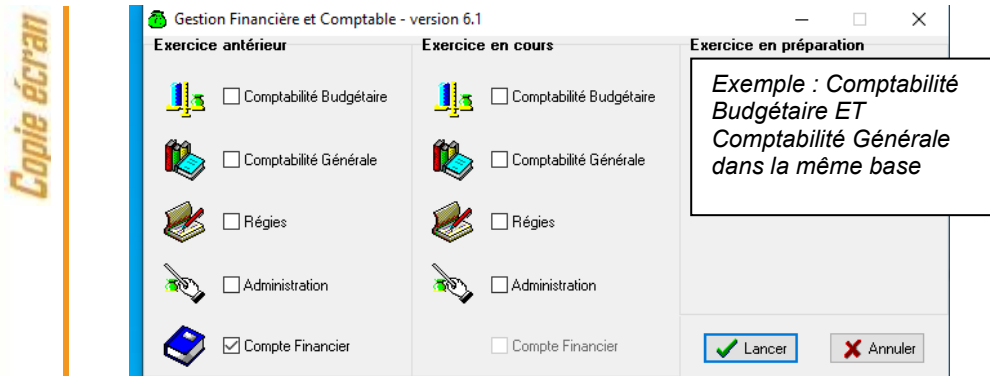 Copie écran
Gestion Financière et Comptable - version 6.1
Exercice antérieur
Comptabilité Budgétaire
Comptabilité Générale
Régies
Administration
Compte Financier
Exercice en cours
Comptabilité Budgétaire
Comptabilité Générale
Régies
Administration
Compte Financier
Exercice en préparation
Exemple : Comptabilité
Budgétaire ET
Comptabilité Générale
dans la même base
Lancer
Annuler